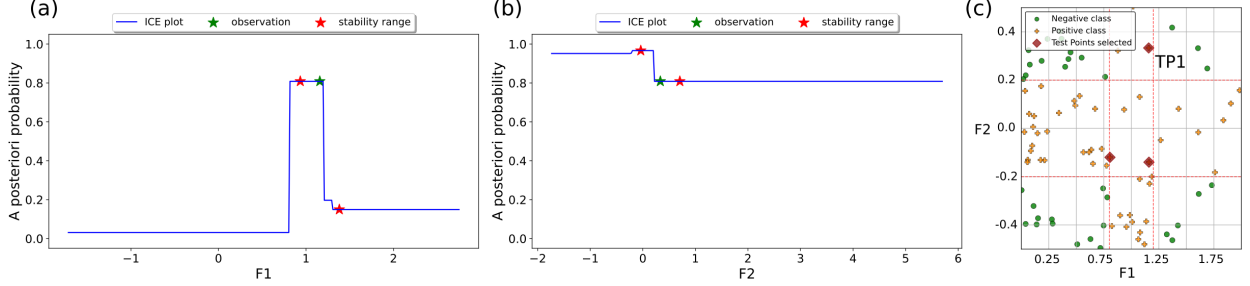 (a)
ICE plot observation stability range
A posteriori probability
1.0
0.8
0.6
0.4
0.2
0.0
−1 0 1 2
F1
(b)
ICE plot observation stability range
A posteriori probability
1.0
0.8
0.6
0.4
0.2
0.0
−2 −1 0 1 2 3 4 5 6
F2
(c)
Negative class
Positive class
Test Points selected
TP1
F2
0.4
0.2
0.0
-0.2
-0.4
0.25 0.75 1.25 1.75
F1